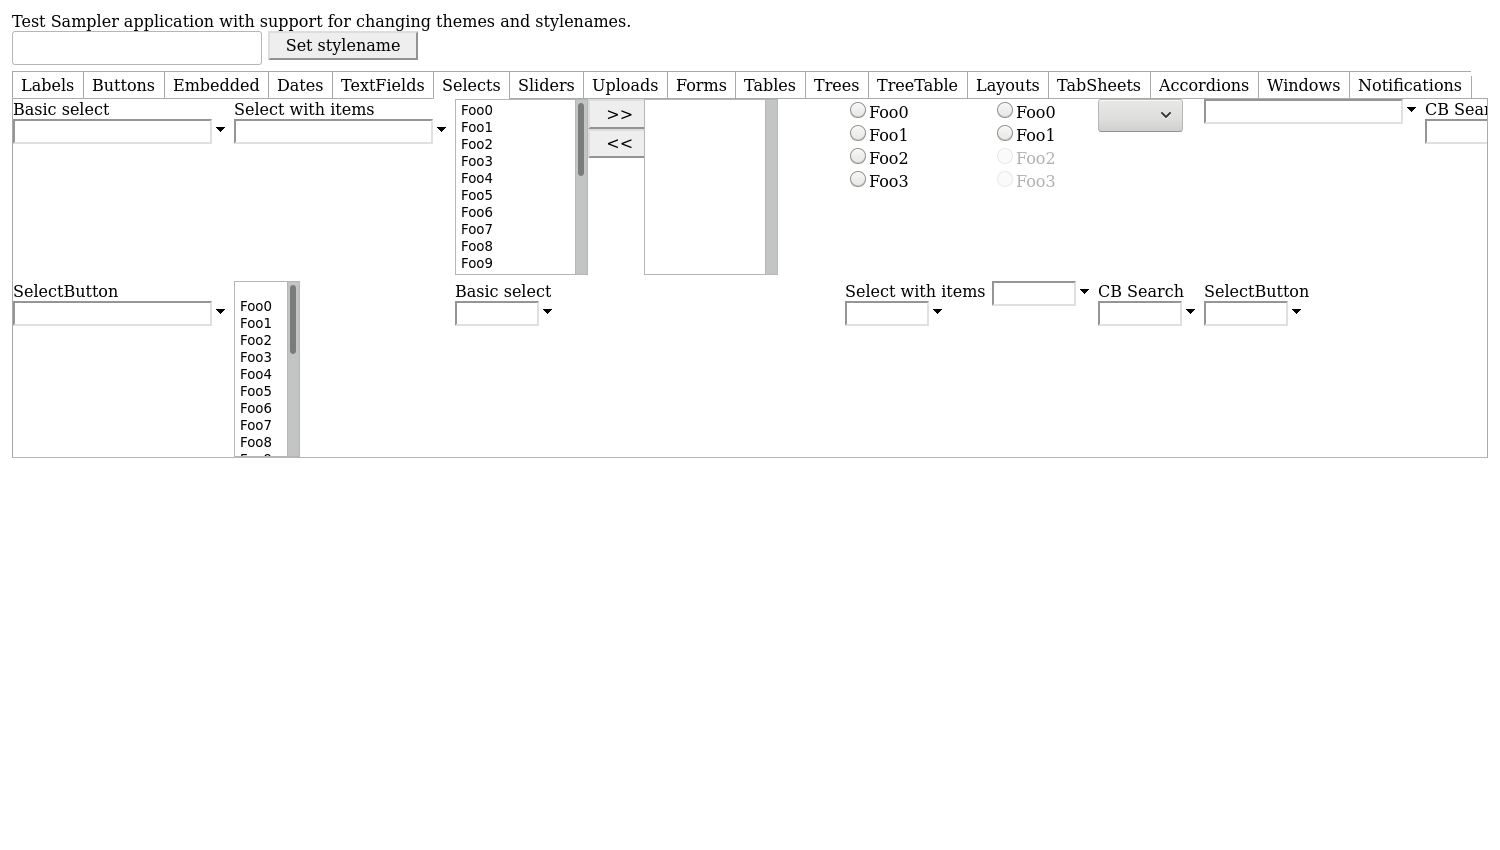 Test Sampler application with support for changing themes and stylenames.
Set stylename
Labels Buttons Embedded Dates TextFields Selects Sliders Uploads Forms Tables Trees TreeTable Layouts TabSheets Accordions Windows Notifications
Basic select
Select with items
Foo0
Foo1
Foo2
Foo3
Foo4
Foo5
Foo6
Foo7
Foo8
Foo9
>>
<<
Foo0
Foo1
Foo2
Foo3
Foo0
Foo1
Foo2
Foo3
CB Sear
SelectButton
Foo0
Foo1
Foo2
Foo3
Foo4
Foo5
Foo6
Foo7
Foo8
Basic select
Select with items
CB Search
SelectButton